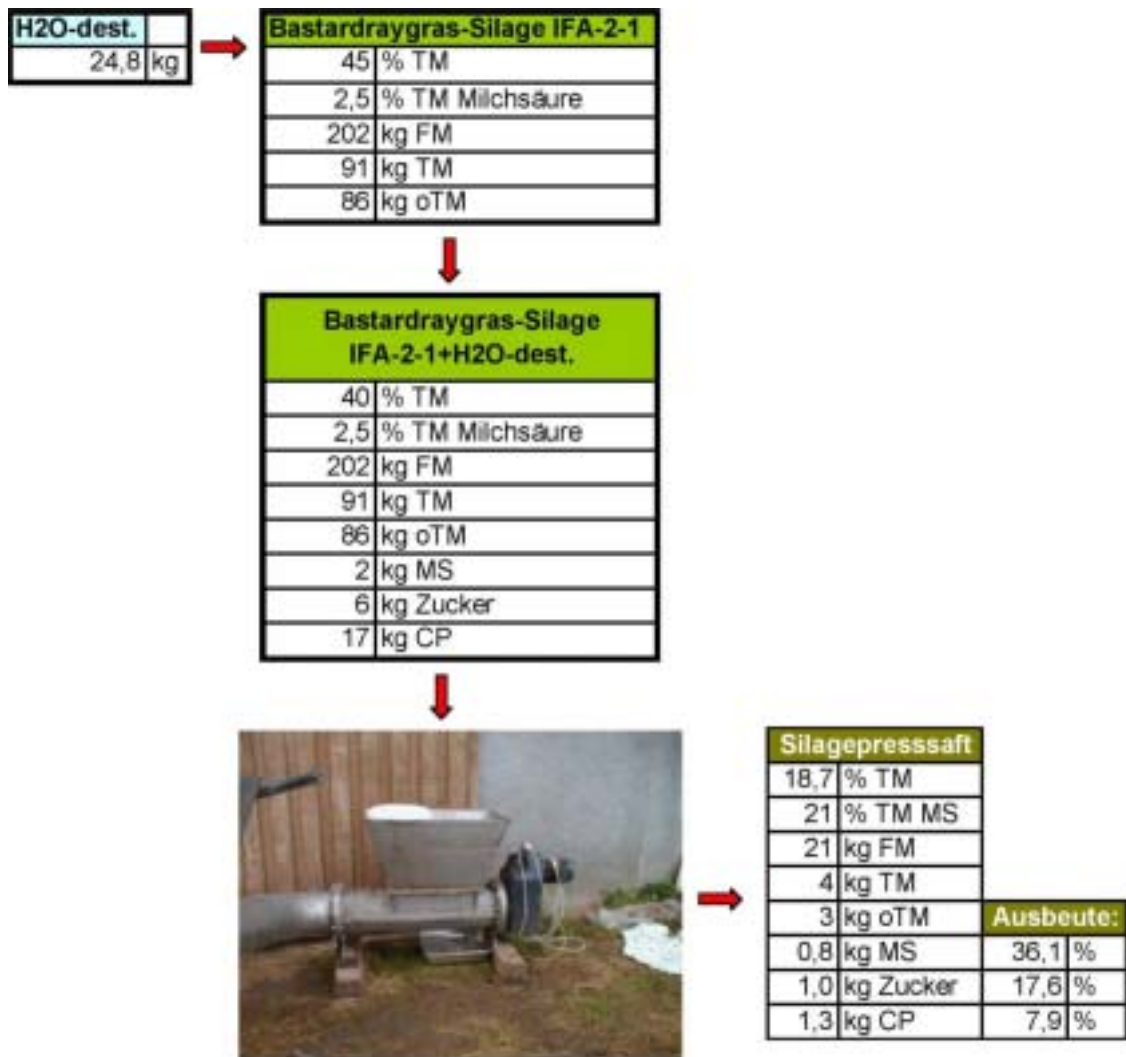 H2O-dest.
24,8 kg
Bastardraygras-Silage IFA-2-1
45 % TM
2,5 % TM Milchsäure
202 kg FM
91 kg TM
86 kg oTM
Bastardraygras-Silage
IFA-2-1+H2O-dest.
40 % TM
2,5 % TM Milchsäure
202 kg FM
91 kg TM
86 kg oTM
2 kg MS
6 kg Zucker
17 kg CP
Silagepresssaft
18,7 % TM
21 % TM MS
21 kg FM
4 kg TM
3 kg oTM Ausbeute:
0,8 kg MS 36,1 %
1,0 kg Zucker 17,6 %
1,3 kg CP 7,9 %